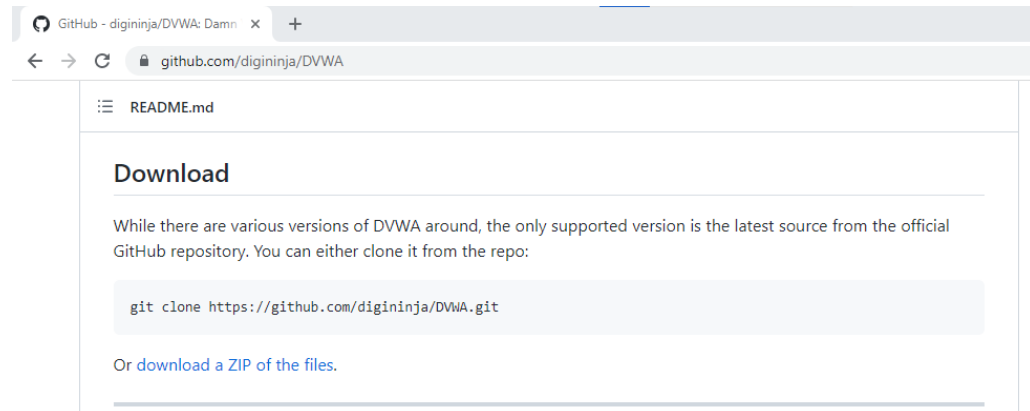 GitHub - digininja/DVWA: Damn
github.com/digininja/DVWA
README.md
Download
While there are various versions of DVWA around, the only supported version is the latest source from the official
GitHub repository. You can either clone it from the repo:
git clone https://github.com/digininja/DVWA.git
Or download a ZIP of the files.